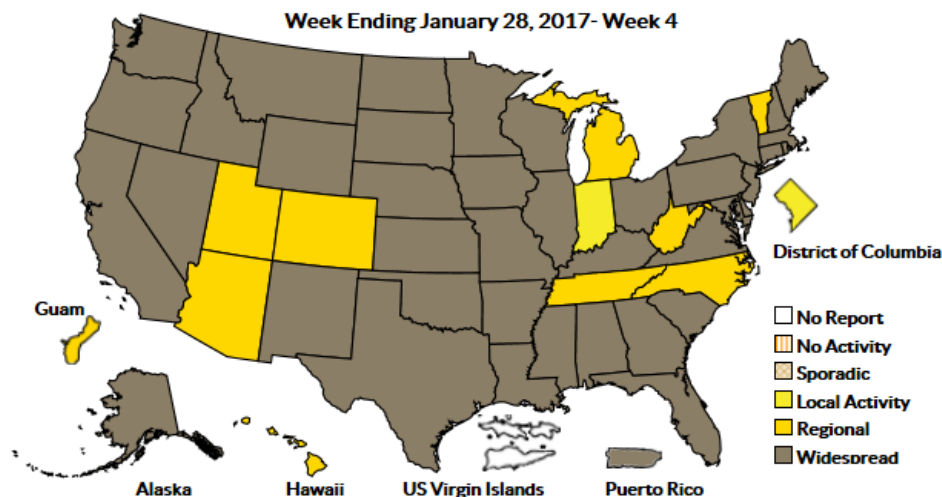 Week Ending January 28, 2017- Week 4
District of Columbia
Guam
No Report
No Activity
Sporadic
Local Activity
Regional
Widespread
Alaska
Hawaii
US Virgin Islands
Puerto Rico